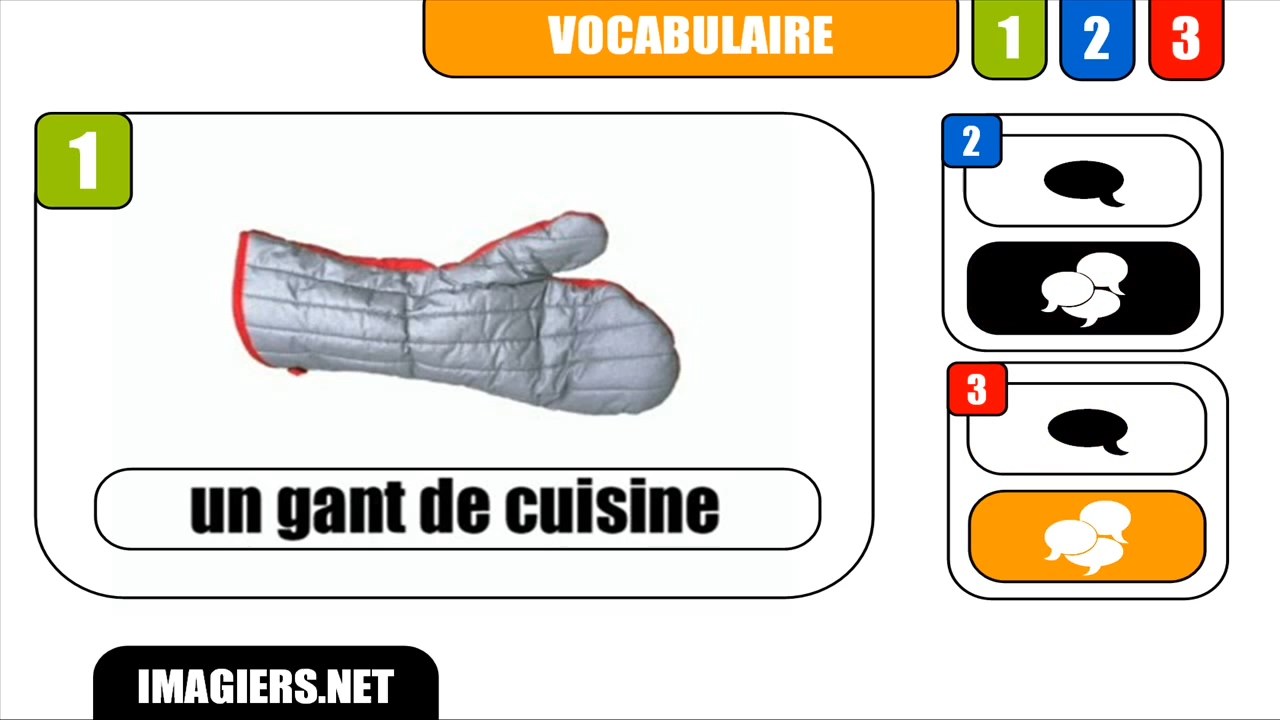 VOCABULAIRE
1 2 3
1
un gant de cuisine
2
3
IMAGIERS.NET